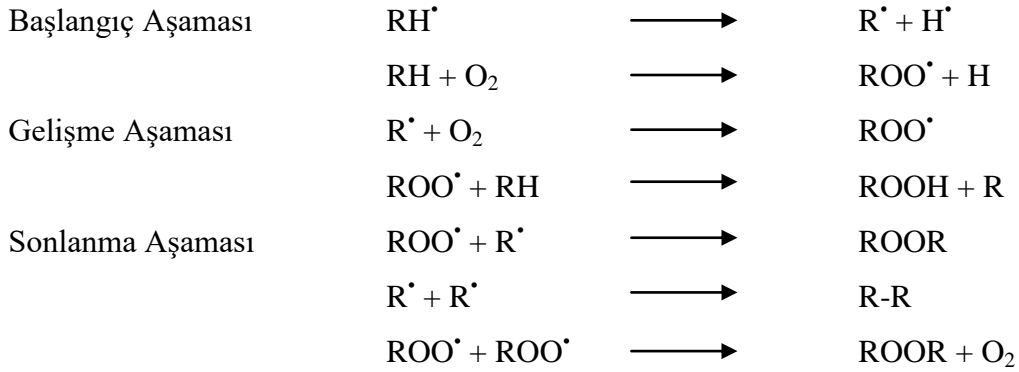 Başlangıç Aşaması RH• ⟶ R• + H•
RH + O₂ ⟶ ROO• + H
Gelişme Aşaması R• + O₂ ⟶ ROO•
ROO• + RH ⟶ ROOH + R
Sonlanma Aşaması ROO• + R• ⟶ ROOR
R• + R• ⟶ R-R
ROO• + ROO• ⟶ ROOR + O₂